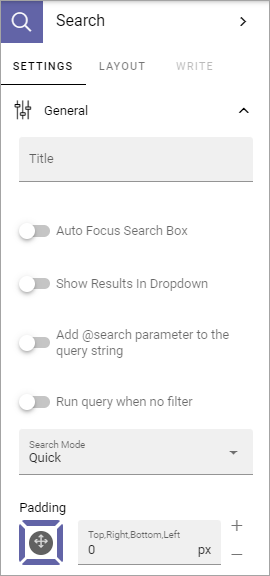 Search
SETTINGS LAYOUT WRITE
General
Title
Auto Focus Search Box
Show Results In Dropdown
Add @search parameter to the
query string
Run query when no filter
Search Mode
Quick
Padding
Top,Right,Bottom,Left
0 px